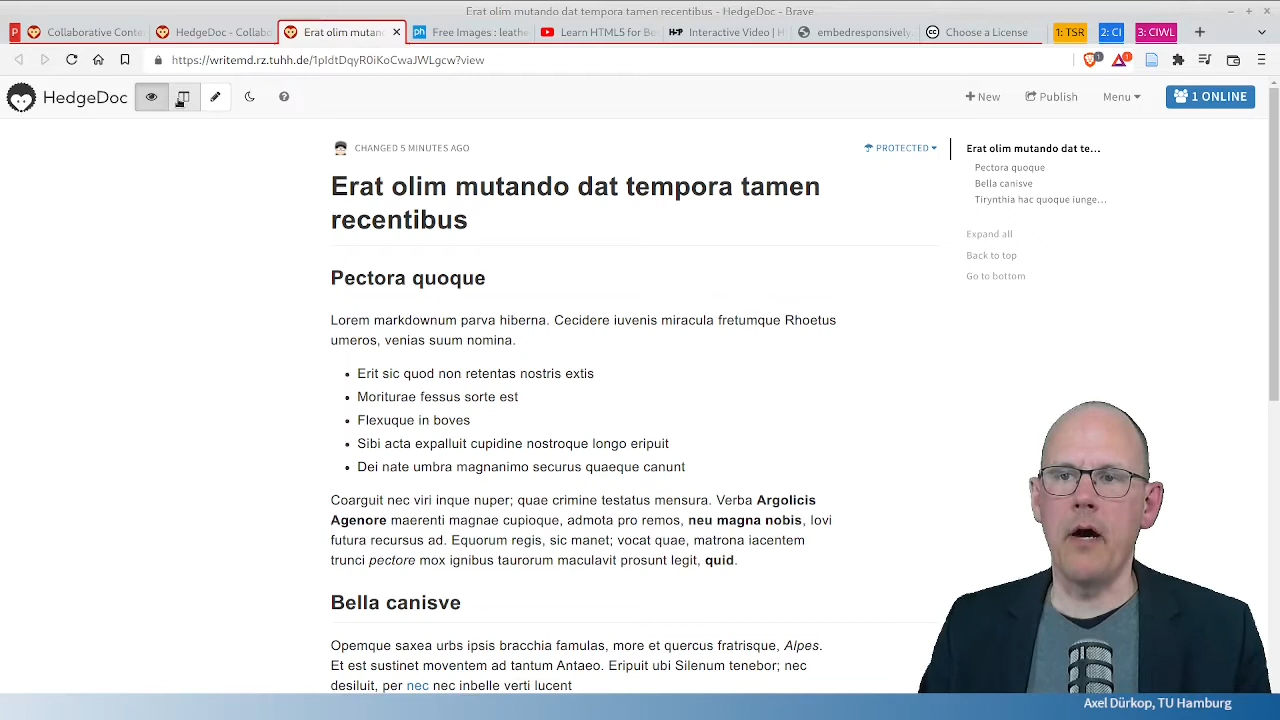 Erat olim mutando dat tempora tamen recentibus - HedgeDoc - Brave
Collaborative Conte
HedgeDoc - Collabo
Erat olim mutan
Free Images : leathe
Learn HTML5 for Be
Interactive Video | H
embedresponsively.
Choose a License
1: TSR
2: CI
3: CIWL
https://writemd.rz.tuhh.de/1pIdtDqyR0iKoCwaJWLgcw?view
HedgeDoc
New
Publish
Menu
1 ONLINE
CHANGED 5 MINUTES AGO
PROTECTED
Erat olim mutando dat tempora tamen
recentibus
Pectora quoque
Lorem markdownum parva hiberna. Cecidere iuvenis miracula fretumque Rhoetus
umeros, venias suum nomina.
Erit sic quod non retentas nostris extis
Moriturae fessus sorte est
Flexuque in boves
Sibi acta expalluit cupidine nostroque longo eripuit
Dei nate umbra magnanimo securus quaeque canunt
Coarguit nec viri inque nuper; quae crimine testatus mensura. Verba Argolicis
Agenore maerenti magnae cupioque, admota pro remos, neu magna nobis, Iovi
futura recursus ad. Equorum regis, sic manet; vocat quae, matrona iacentem
trunci pectore mox ignibus taurorum maculavit prosunt legit, quid.
Bella canisve
Opemque saxea urbs ipsis bracchia famulas, more et quercus fratrisque, Alpes.
Et est sustinet moventem ad tantum Antaeo. Eripuit ubi Silenum tenebor; nec
desiluit, per nec nec inbelle verti lucent
Erat olim mutando dat te...
Pectora quoque
Bella canisve
Tirynthia hac quoque iunge...
Expall all
Back to top
Go to bottom
Axel Dürkop, TU Hamburg